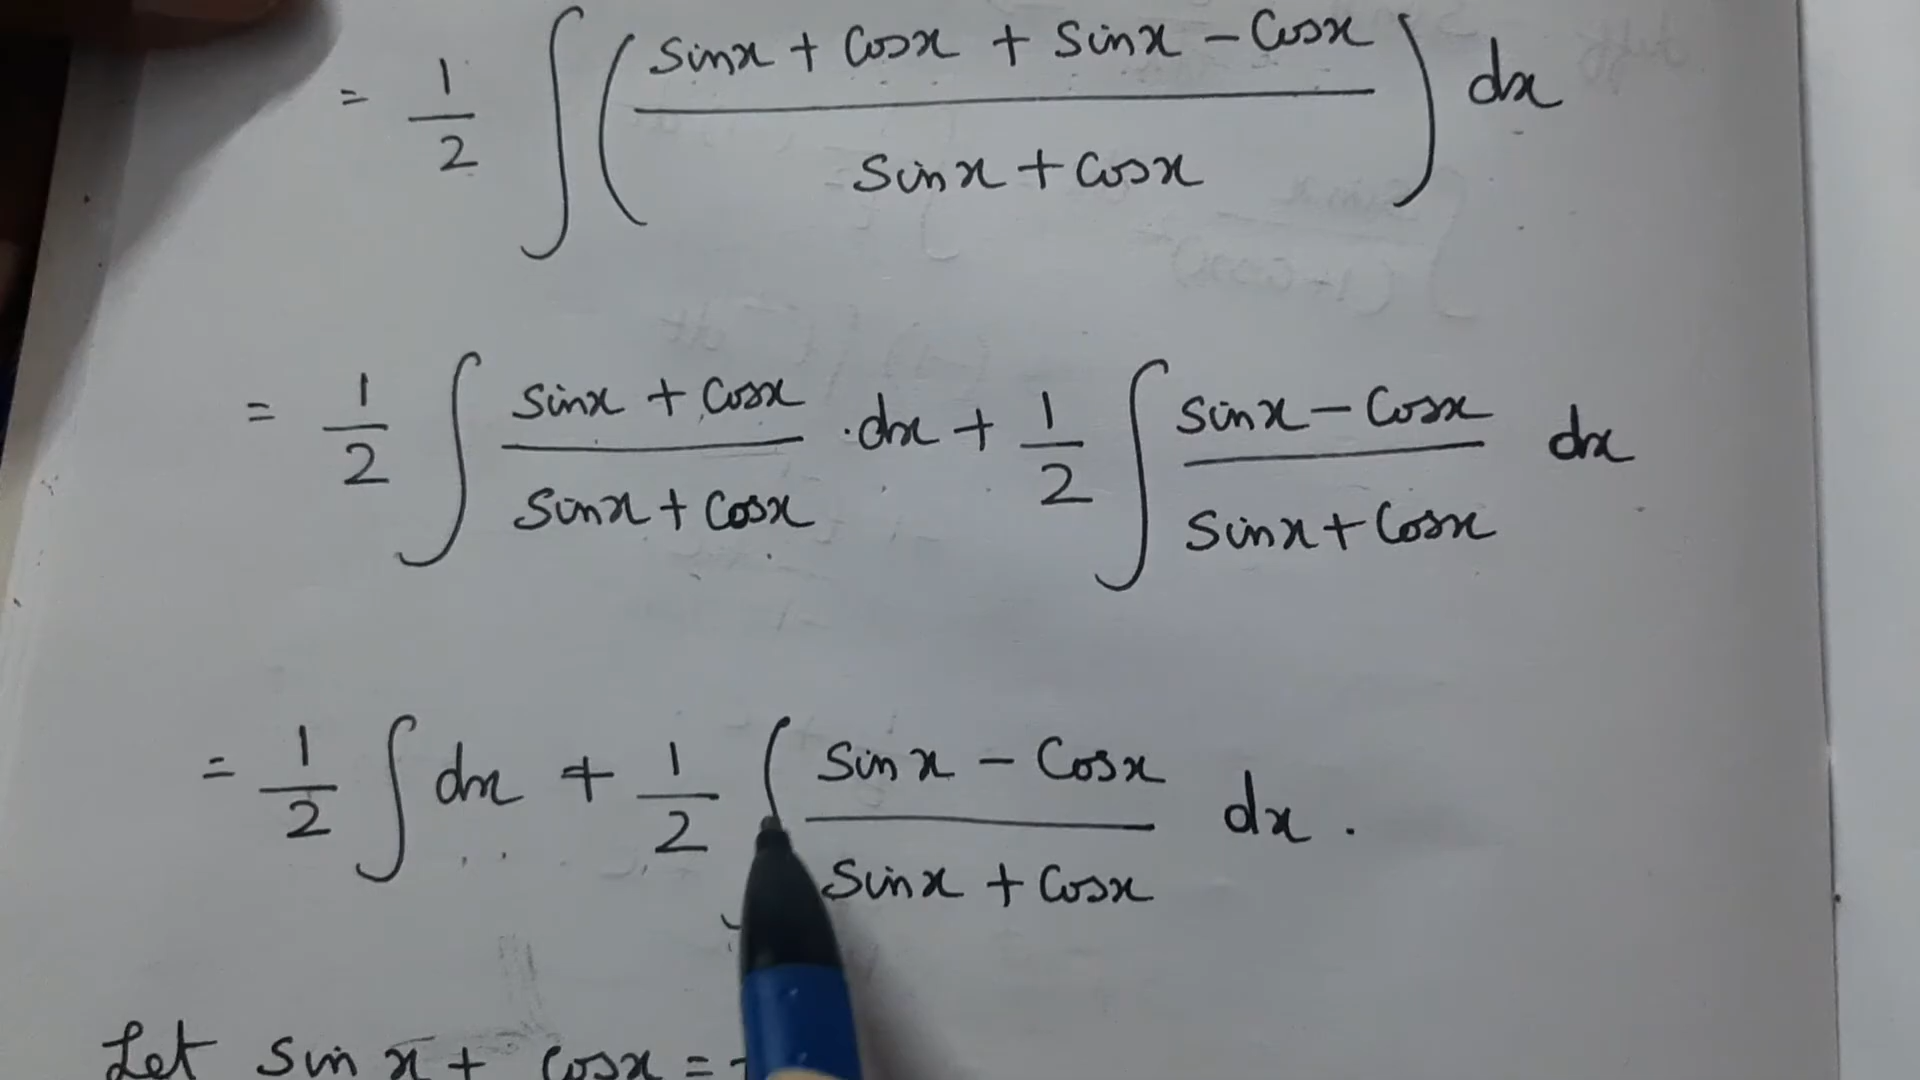 = 1/2 ∫ ( (sinx + cosx + sinx - cosx) / (sinx + cosx) ) dx
= 1/2 ∫ (sinx + cosx) / (sinx + cosx) .dx + 1/2 ∫ (sinx - cosx) / (sinx + cosx) dx
= 1/2 ∫ dx + 1/2 ∫ (sinx - cosx) / (sinx + cosx) dx .
Let sinx + cosx =